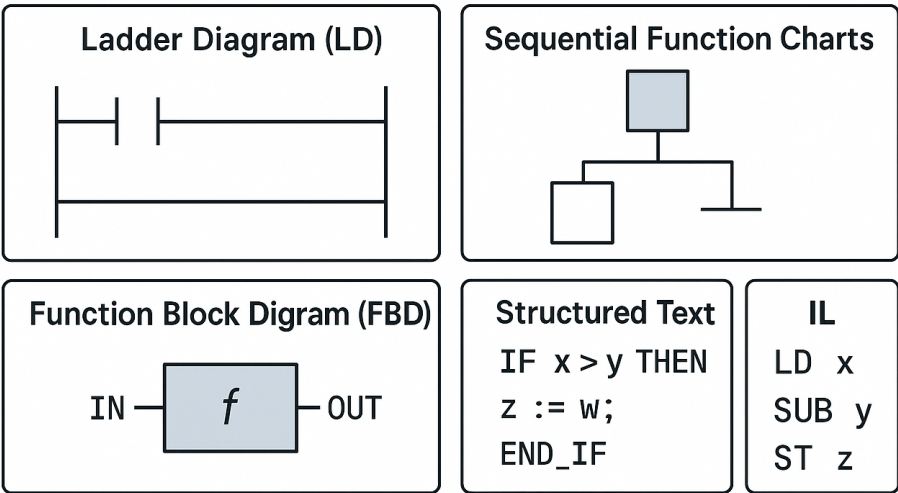 Ladder Diagram (LD)
Sequential Function Charts
Function Block Digram (FBD)
IN
f
OUT
Structured Text
IF x > y THEN
z := w;
END_IF
IL
LD x
SUB y
ST z